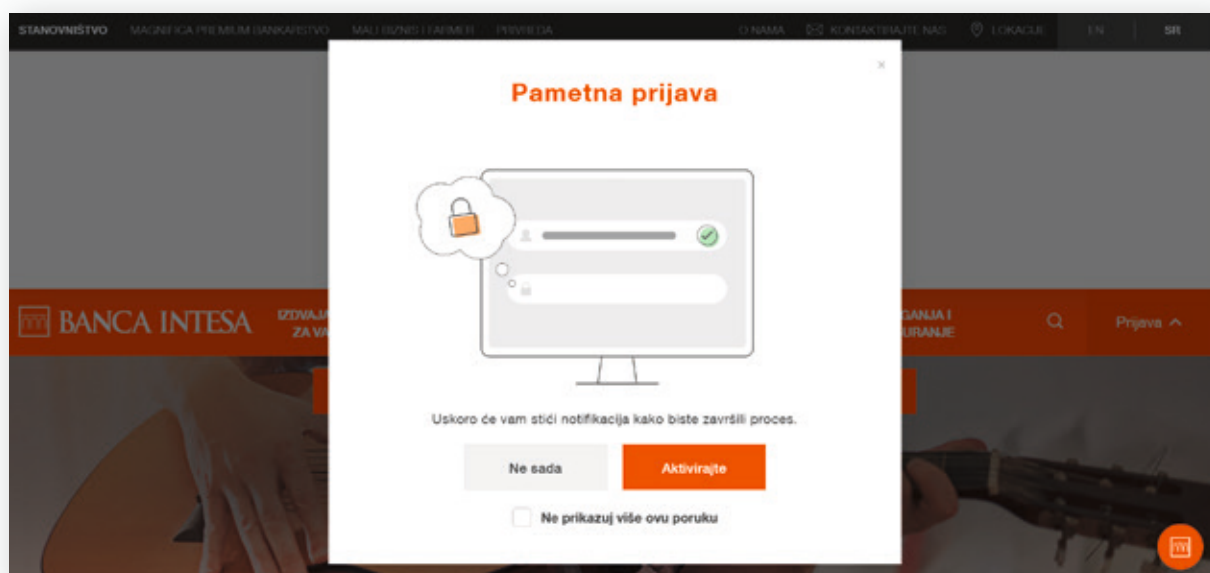 STANOVNIŠTVO MAGNIFICA PREMIUM BANKARSTVO MALI BIZNIS I FARMERI PRIVREDA O NAMA KONTAKTIRAJTE NAS LOKACIJE EN SR
Pametna prijava
BANCA INTESA
ZA
Prijava
Uskoro će vam stići notifikacija kako biste završili proces.
Ne sada Aktivirajte
Ne prikazuj više ovu poruku